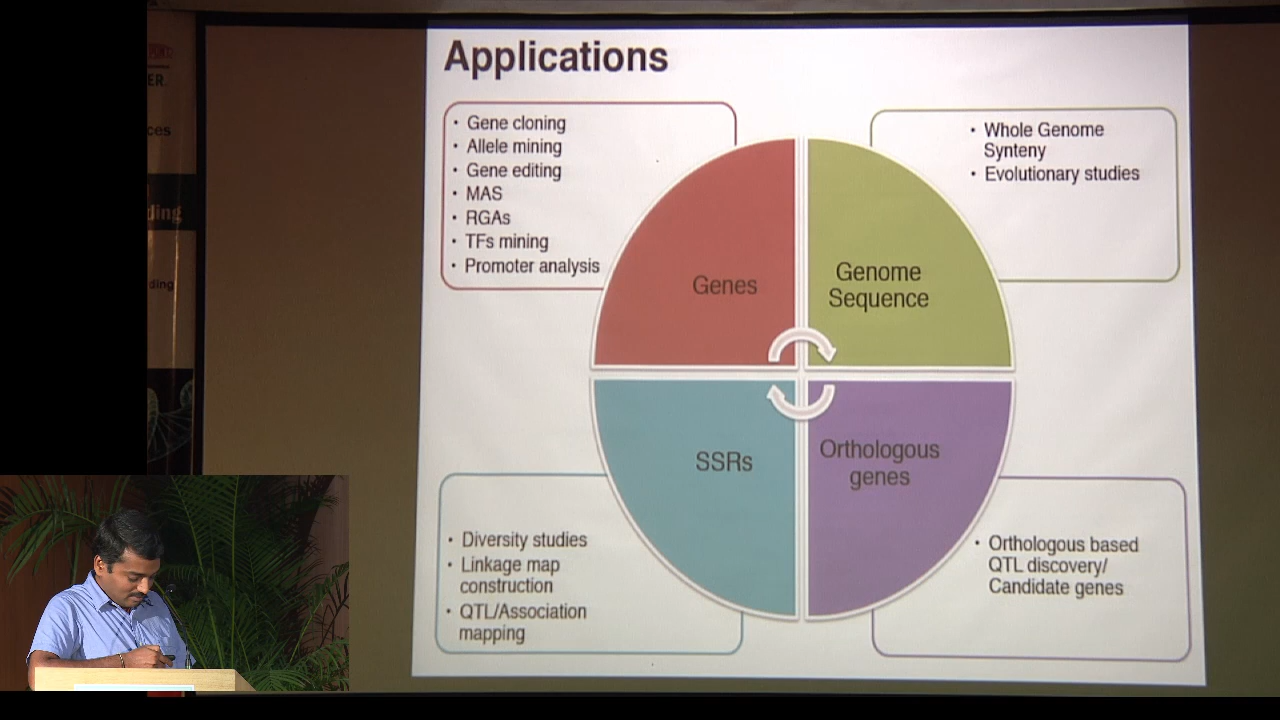 Applications
• Gene cloning
• Allele mining
• Gene editing
• MAS
• RGAs
• TFs mining
• Promoter analysis
• Whole Genome
Synteny
• Evolutionary studies
Genes
Genome
Sequence
SSRs
Orthologous
genes
• Diversity studies
• Linkage map
construction
• QTL/Association
mapping
• Orthologous based
QTL discovery/
Candidate genes